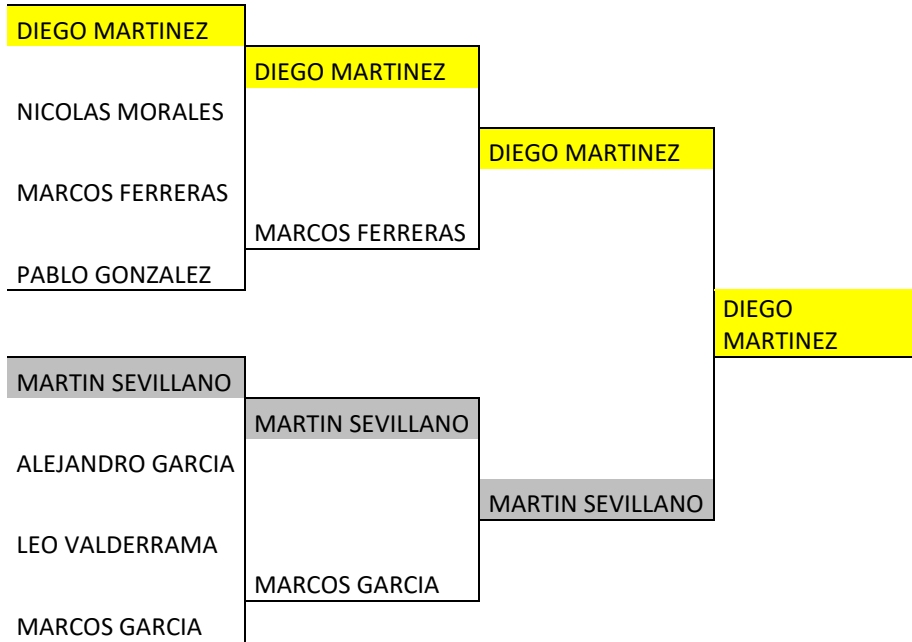 DIEGO MARTINEZ
DIEGO MARTINEZ
NICOLAS MORALES
DIEGO MARTINEZ
MARCOS FERRERAS
MARCOS FERRERAS
PABLO GONZALEZ
DIEGO
MARTINEZ
MARTIN SEVILLANO
MARTIN SEVILLANO
ALEJANDRO GARCIA
MARTIN SEVILLANO
LEO VALDERRAMA
MARCOS GARCIA
MARCOS GARCIA